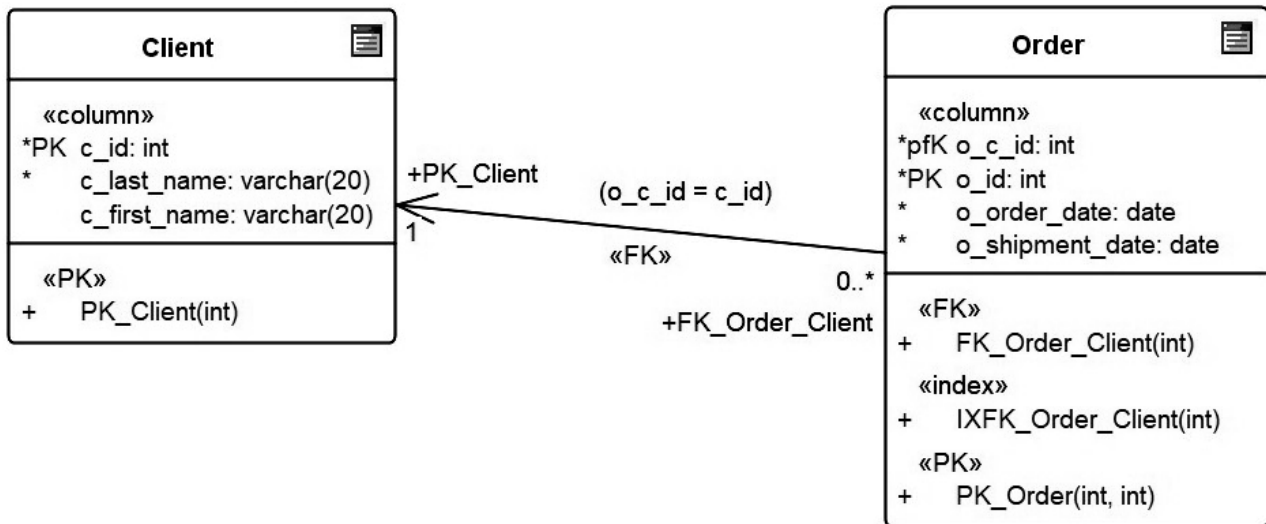 Client
«column»
*PK c_id: int
* c_last_name: varchar(20)
c_first_name: varchar(20)
«PK»
+ PK_Client(int)
+PK_Client
1
(o_c_id = c_id)
«FK»
0..*
+FK_Order_Client
Order
«column»
*pfK o_c_id: int
*PK o_id: int
* o_order_date: date
* o_shipment_date: date
«FK»
+ FK_Order_Client(int)
«index»
+ IXFK_Order_Client(int)
«PK»
+ PK_Order(int, int)